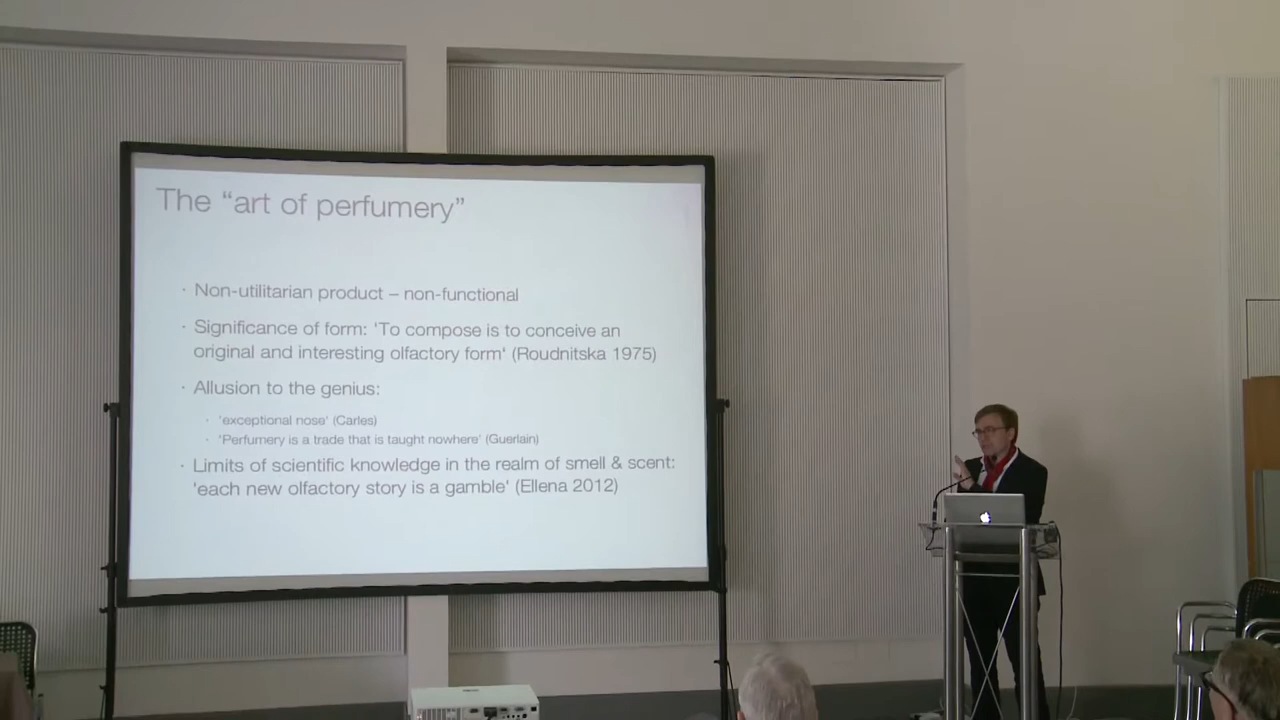 The “art of perfumery”
· Non-utilitarian product – non-functional
· Significance of form: 'To compose is to conceive an
original and interesting olfactory form' (Roudnitska 1975)
· Allusion to the genius:
· 'exceptional nose' (Carles)
· 'Perfumery is a trade that is taught nowhere' (Guerlain)
· Limits of scientific knowledge in the realm of smell & scent:
'each new olfactory story is a gamble' (Ellena 2012)